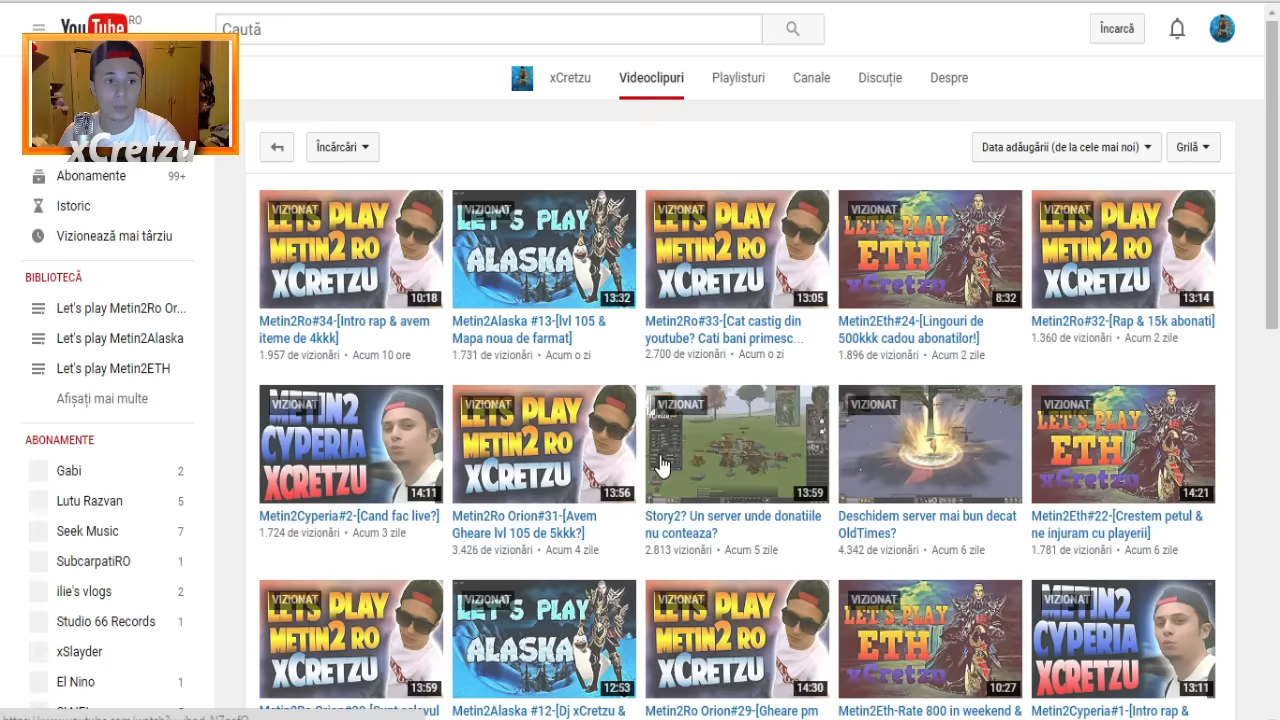 You Tube RO
Caută
Încarcă
xCretzu
xCretzu
Videoclipuri
Playlisturi
Canale
Discuție
Despre
Încărcări
Data adăugării (de la cele mai noi)
Grilă
Abonamente 99+
Istoric
Vizionează mai târziu
BIBLIOTECĂ
Let's play Metin2Ro Or...
Let's play Metin2Alaska
Let's play Metin2ETH
Afișați mai multe
ABONAMENTE
Gabi 2
Lutu Razvan 5
Seek Music 7
SubcarpatiRO 1
ilie's vlogs 2
Studio 66 Records 1
xSlayder
El Nino 1
VIZIONAT
LETS PLAY
METIN2 RO
XCRETZU
10:18
Metin2Ro#34-[Intro rap & avem
iteme de 4kkk]
1.957 de vizionări • Acum 10 ore
VIZIONAT
LET'S PLAY
ALASKA
13:32
Metin2Alaska #13-[lvl 105 &
Mapa noua de farmat]
1.731 de vizionări • Acum o zi
VIZIONAT
LETS PLAY
METIN2 RO
XCRETZU
13:05
Metin2Ro#33-[Cat castig din
youtube? Cati bani primesc...
2.700 de vizionări • Acum o zi
VIZIONAT
LET'S PLAY
ETH
xCretzu
8:32
Metin2Eth#24-[Lingouri de
500kkk cadou abonatilor!]
1.896 de vizionări • Acum 2 zile
VIZIONAT
LETS PLAY
METIN2 RO
XCRETZU
13:14
Metin2Ro#32-[Rap & 15k abonati]
1.360 de vizionări • Acum 2 zile
VIZIONAT
METIN2
CYPERIA
XCRETZU
14:11
Metin2Cyperia#2-[Cand fac live?]
1.724 de vizionări • Acum 3 zile
VIZIONAT
LETS PLAY
METIN2 RO
XCRETZU
13:56
Metin2Ro Orion#31-[Avem
Gheare lvl 105 de 5kkk?]
3.426 de vizionări • Acum 4 zile
VIZIONAT
13:59
Story2? Un server unde donatiile
nu conteaza?
2.813 vizionări • Acum 5 zile
VIZIONAT
Deschidem server mai bun decat
OldTimes?
4.342 de vizionări • Acum 6 zile
VIZIONAT
LET'S PLAY
ETH
xCretzu
14:21
Metin2Eth#22-[Crestem petul &
ne injuram cu playerii]
1.781 de vizionări • Acum 6 zile
VIZIONAT
LETS PLAY
METIN2 RO
XCRETZU
13:59
VIZIONAT
LET'S PLAY
ALASKA
12:53
Metin2Alaska #12-[Dj xCretzu &
VIZIONAT
LETS PLAY
METIN2 RO
XCRETZU
14:30
Metin2Ro Orion#29-[Gheare pm
VIZIONAT
LET'S PLAY
ETH
xCretzu
10:27
Metin2Eth-Rate 800 in weekend &
VIZIONAT
METIN2
CYPERIA
XCRETZU
13:11
Metin2Cyperia#1-[Intro rap &